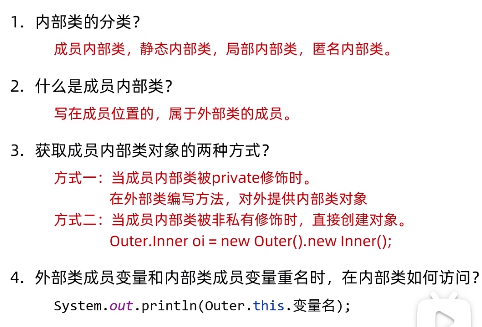 1. 内部类的分类？
成员内部类，静态内部类，局部内部类，匿名内部类。
2. 什么是成员内部类？
写在成员位置的，属于外部类的成员。
3. 获取成员内部类对象的两种方式？
方式一：当成员内部类被private修饰时。
在外部类编写方法，对外提供内部类对象
方式二：当成员内部类被非私有修饰时，直接创建对象。
Outer.Inner oi = new Outer().new Inner();
4. 外部类成员变量和内部类成员变量重名时，在内部类如何访问？
System.out.println(Outer.this.变量名);